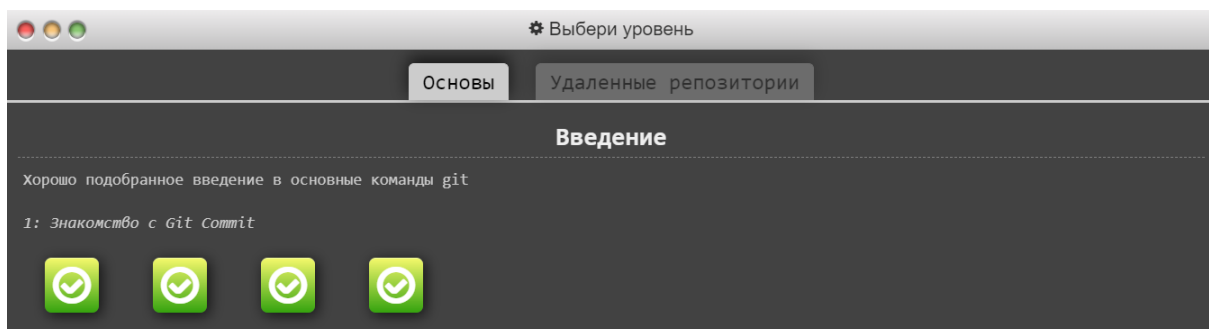 Выбери уровень
Основы Удаленные репозитории
Введение
Хорошо подобранное введение в основные команды git
1: Знакомство с Git Commit